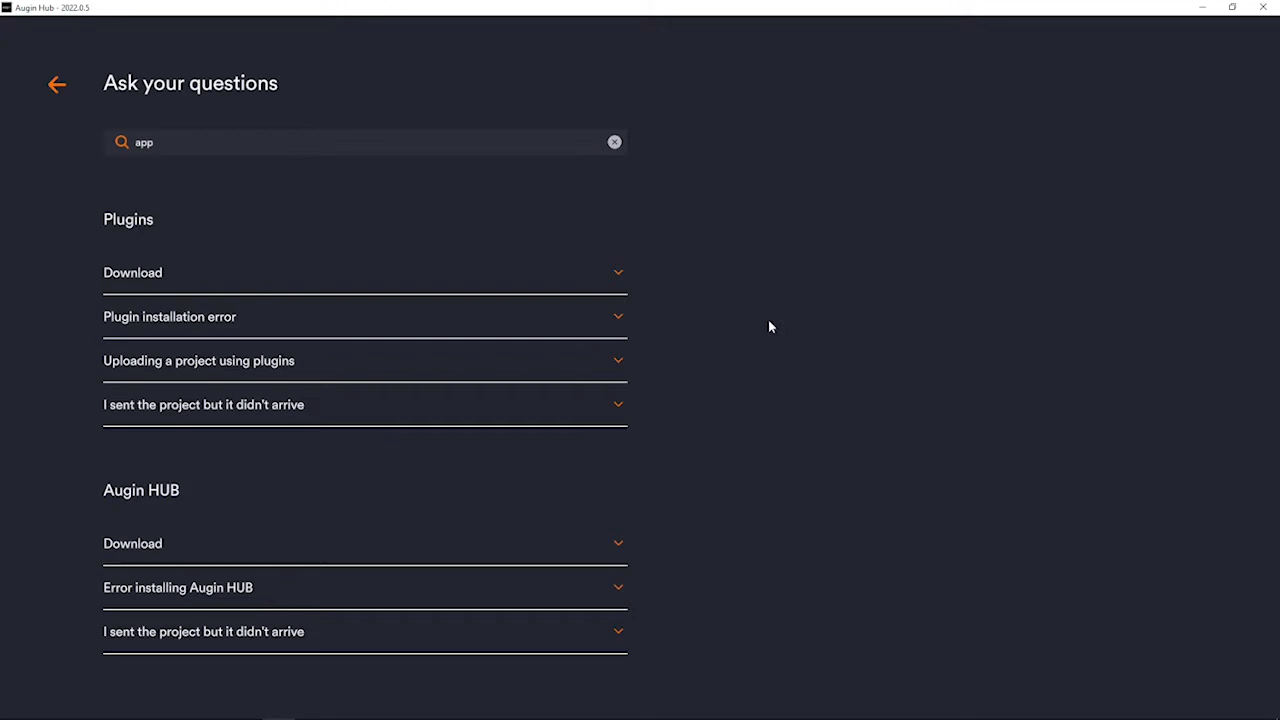 Augin Hub - 2022.0.5
Ask your questions
app
Plugins
Download
Plugin installation error
Uploading a project using plugins
I sent the project but it didn't arrive
Augin HUB
Download
Error installing Augin HUB
I sent the project but it didn't arrive